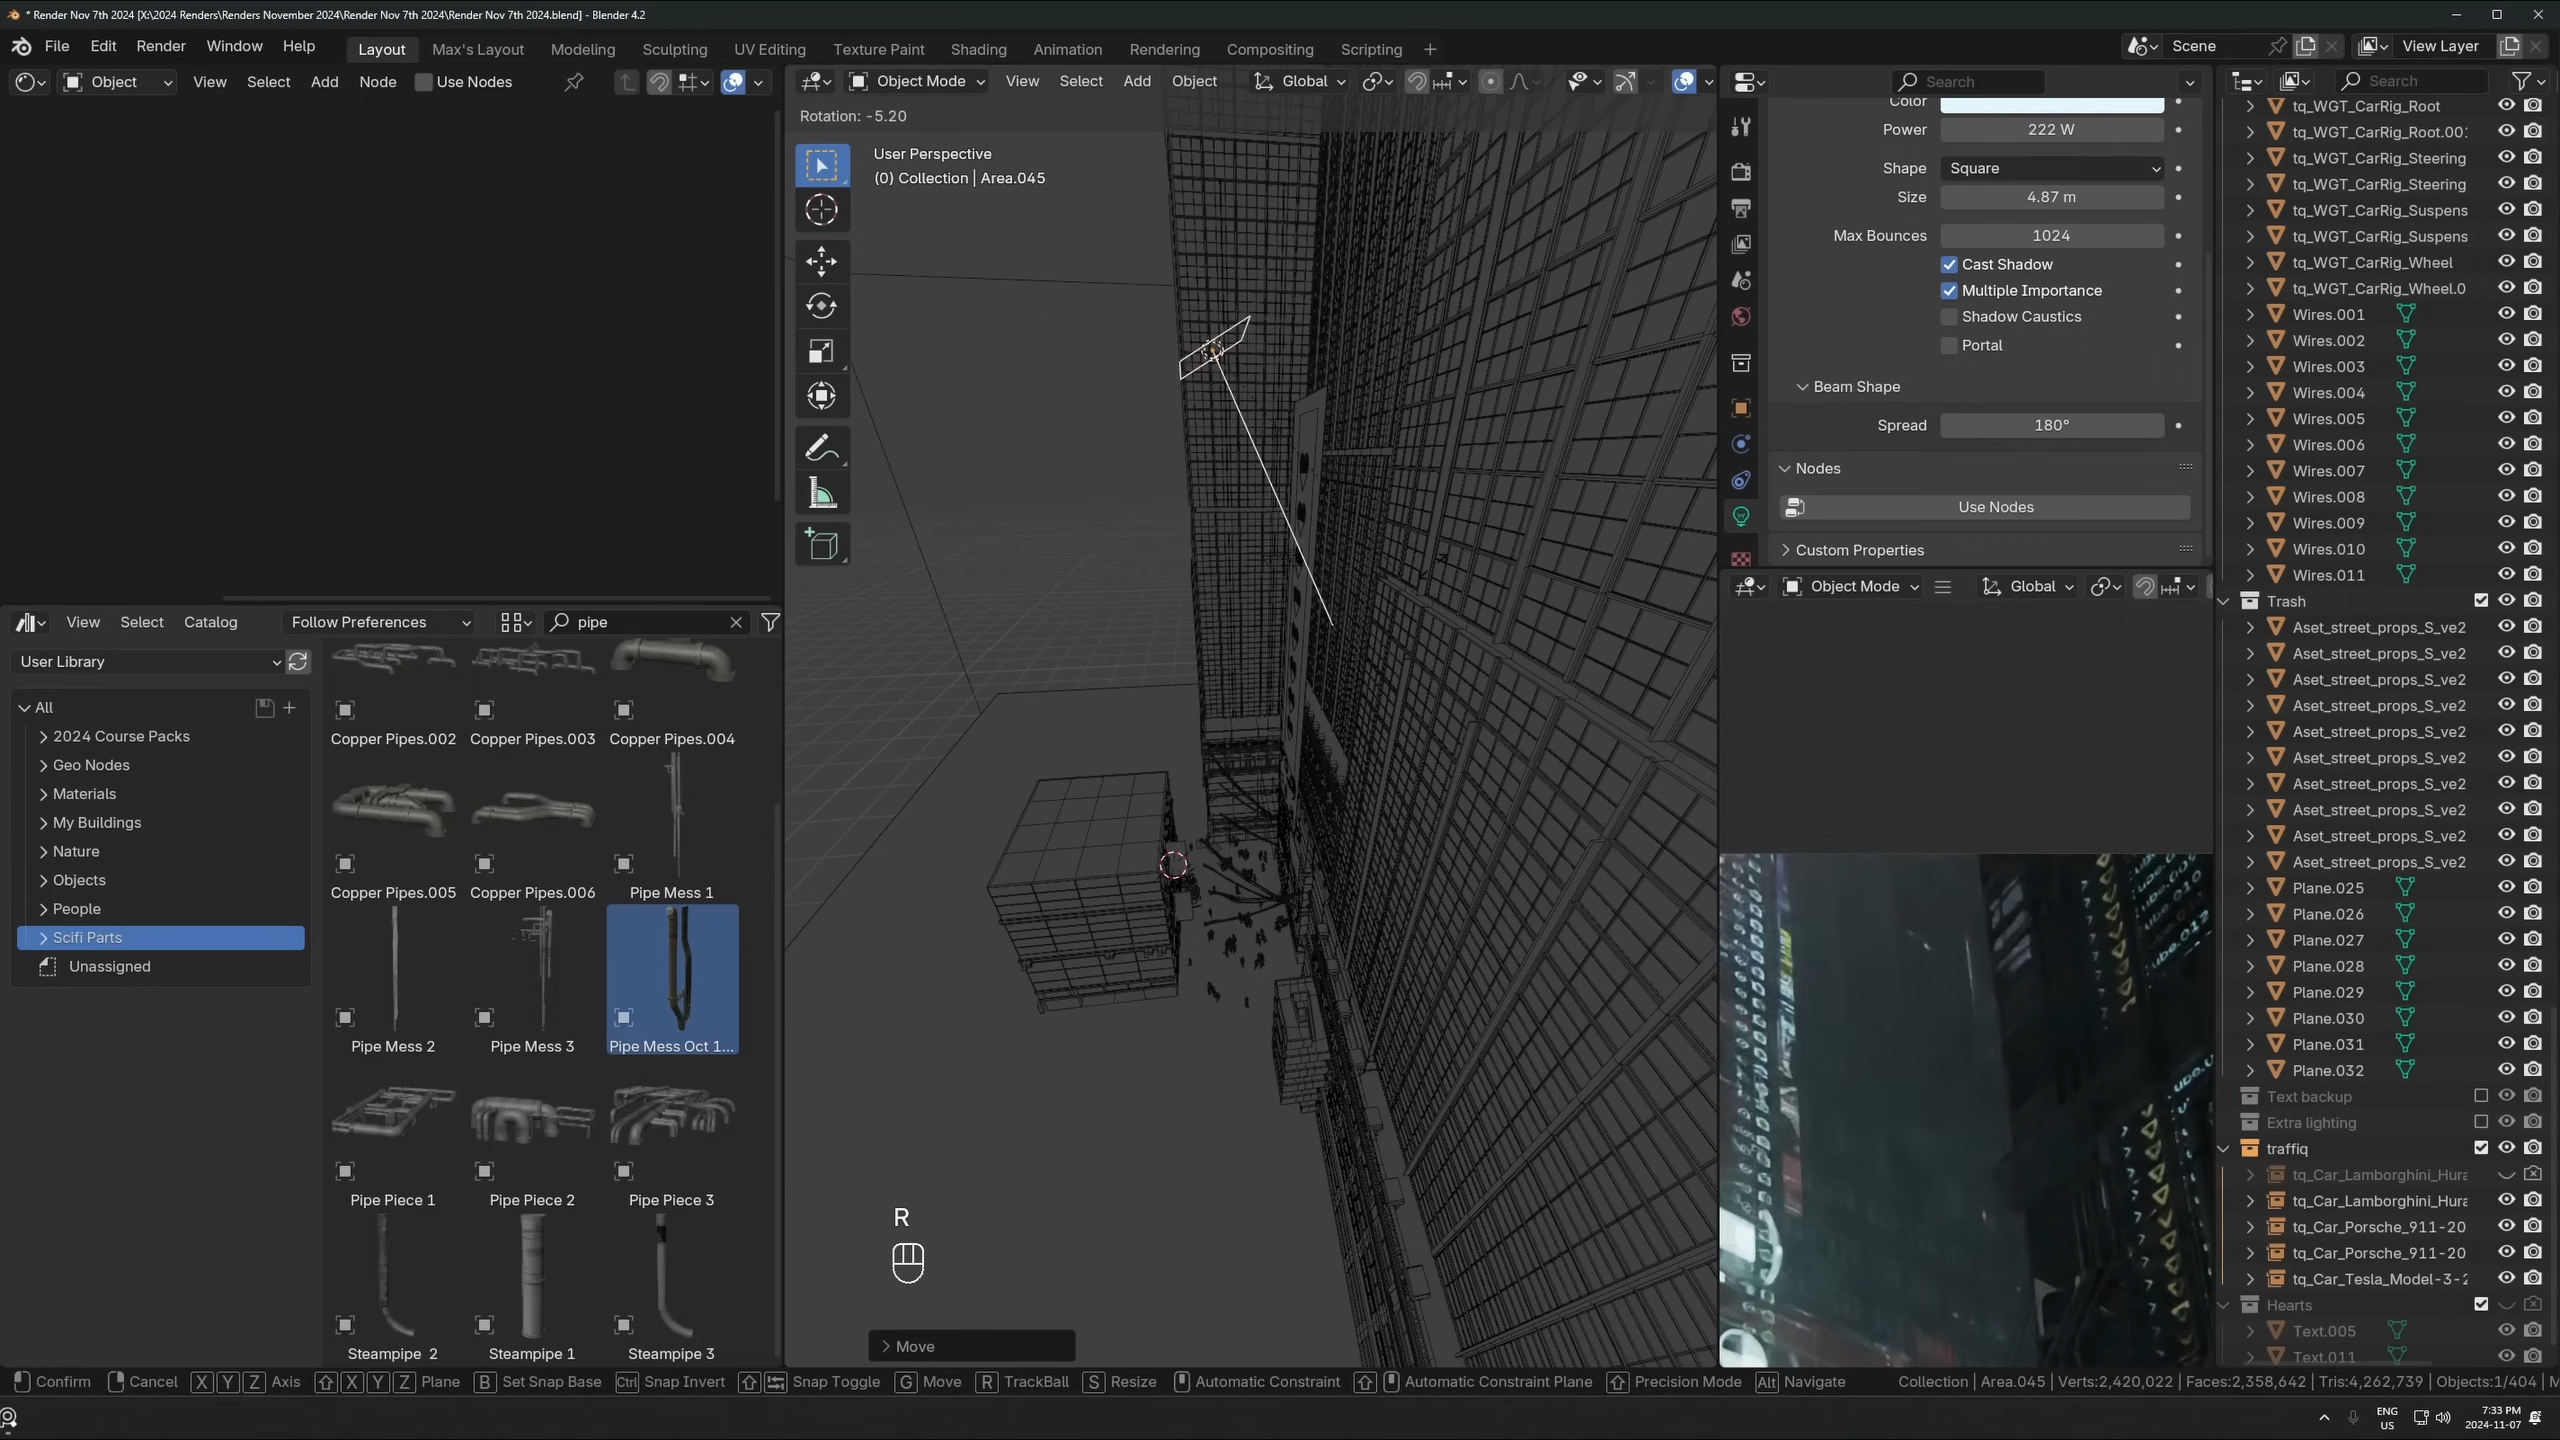 * Render Nov 7th 2024 [X:\2024 Renders\Renders November 2024\Render Nov 7th 2024\Render Nov 7th 2024.blend] - Blender 4.2
File Edit Render Window Help Layout Max's Layout Modeling Sculpting UV Editing Texture Paint Shading Animation Rendering Compositing Scripting + Scene View Layer
Object View Select Add Node Use Nodes
Object Mode View Select Add Object Global
Search
Search
Rotation: -5.20
User Perspective
(0) Collection | Area.045
Color
Power 222 W
Shape Square
Size 4.87 m
Max Bounces 1024
Cast Shadow
Multiple Importance
Shadow Caustics
Portal
Beam Shape
Spread 180°
Nodes
Use Nodes
Custom Properties
Object Mode Global
tq_WGT_CarRig_Root
tq_WGT_CarRig_Root.00
tq_WGT_CarRig_Steering
tq_WGT_CarRig_Steering
tq_WGT_CarRig_Suspens
tq_WGT_CarRig_Suspens
tq_WGT_CarRig_Wheel
tq_WGT_CarRig_Wheel.0
Wires.001
Wires.002
Wires.003
Wires.004
Wires.005
Wires.006
Wires.007
Wires.008
Wires.009
Wires.010
Wires.011
Trash
Aset_street_props_S_ve2
Aset_street_props_S_ve2
Aset_street_props_S_ve2
Aset_street_props_S_ve2
Aset_street_props_S_ve2
Aset_street_props_S_ve2
Aset_street_props_S_ve2
Aset_street_props_S_ve2
Aset_street_props_S_ve2
Aset_street_props_S_ve2
Plane.025
Plane.026
Plane.027
Plane.028
Plane.029
Plane.030
Plane.031
Plane.032
Text backup
Extra lighting
traffiq
tq_Car_Lamborghini_Hura
tq_Car_Lamborghini_Hura
tq_Car_Porsche_911-20
tq_Car_Porsche_911-20
tq_Car_Tesla_Model-3-2
Hearts
Text.005
Text.011
View Select Catalog Follow Preferences pipe
User Library
All
2024 Course Packs
Geo Nodes
Materials
My Buildings
Nature
Objects
People
Scifi Parts
Unassigned
Copper Pipes.002 Copper Pipes.003 Copper Pipes.004
Copper Pipes.005 Copper Pipes.006 Pipe Mess 1
Pipe Mess 2 Pipe Mess 3 Pipe Mess Oct 1...
Pipe Piece 1 Pipe Piece 2 Pipe Piece 3
Steampipe 2 Steampipe 1 Steampipe 3
R
Move
Confirm Cancel X Y Z Axis X Y Z Plane B Set Snap Base Ctrl Snap Invert Snap Toggle G Move R TrackBall S Resize Automatic Constraint Automatic Constraint Plane Precision Mode Alt Navigate Collection | Area.045 | Verts:2,420,022 | Faces:2,358,642 | Tris:4,262,739 | Objects:1/404 | M
ENG
US
7:33 PM
2024-11-07